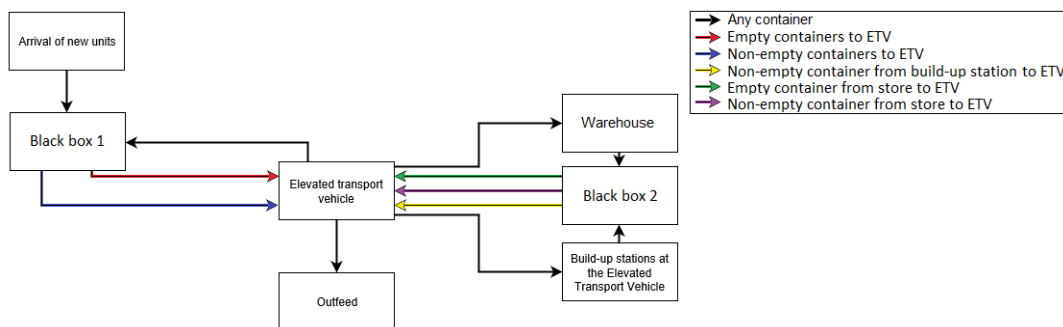 Arrival of new units
Black box 1
Elevated transport
vehicle
Outfeed
Warehouse
Black box 2
Build-up stations at
the Elevated
Transport Vehicle
Any container
Empty containers to ETV
Non-empty containers to ETV
Non-empty container from build-up station to ETV
Empty container from store to ETV
Non-empty container from store to ETV